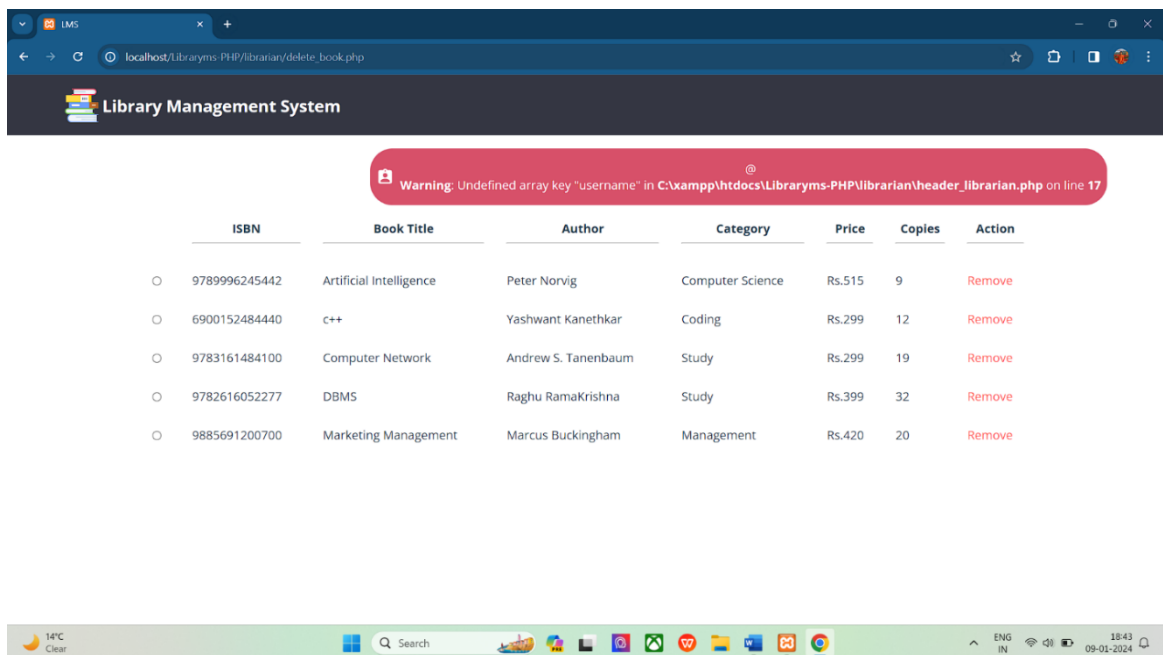 LMS
localhost/Libraryms-PHP/librarian/delete_book.php
Library Management System
@
Warning: Undefined array key "username" in C:\xampp\htdocs\Libraryms-PHP\librarian\header_librarian.php on line 17
ISBN Book Title Author Category Price Copies Action
9789996245442 Artificial Intelligence Peter Norvig Computer Science Rs.515 9 Remove
6900152484440 c++ Yashwant Kanethkar Coding Rs.299 12 Remove
9783161484100 Computer Network Andrew S. Tanenbaum Study Rs.299 19 Remove
9782616052277 DBMS Raghu RamaKrishna Study Rs.399 32 Remove
9885691200700 Marketing Management Marcus Buckingham Management Rs.420 20 Remove
14°C
Clear
Search
ENG
IN
18:43
09-01-2024